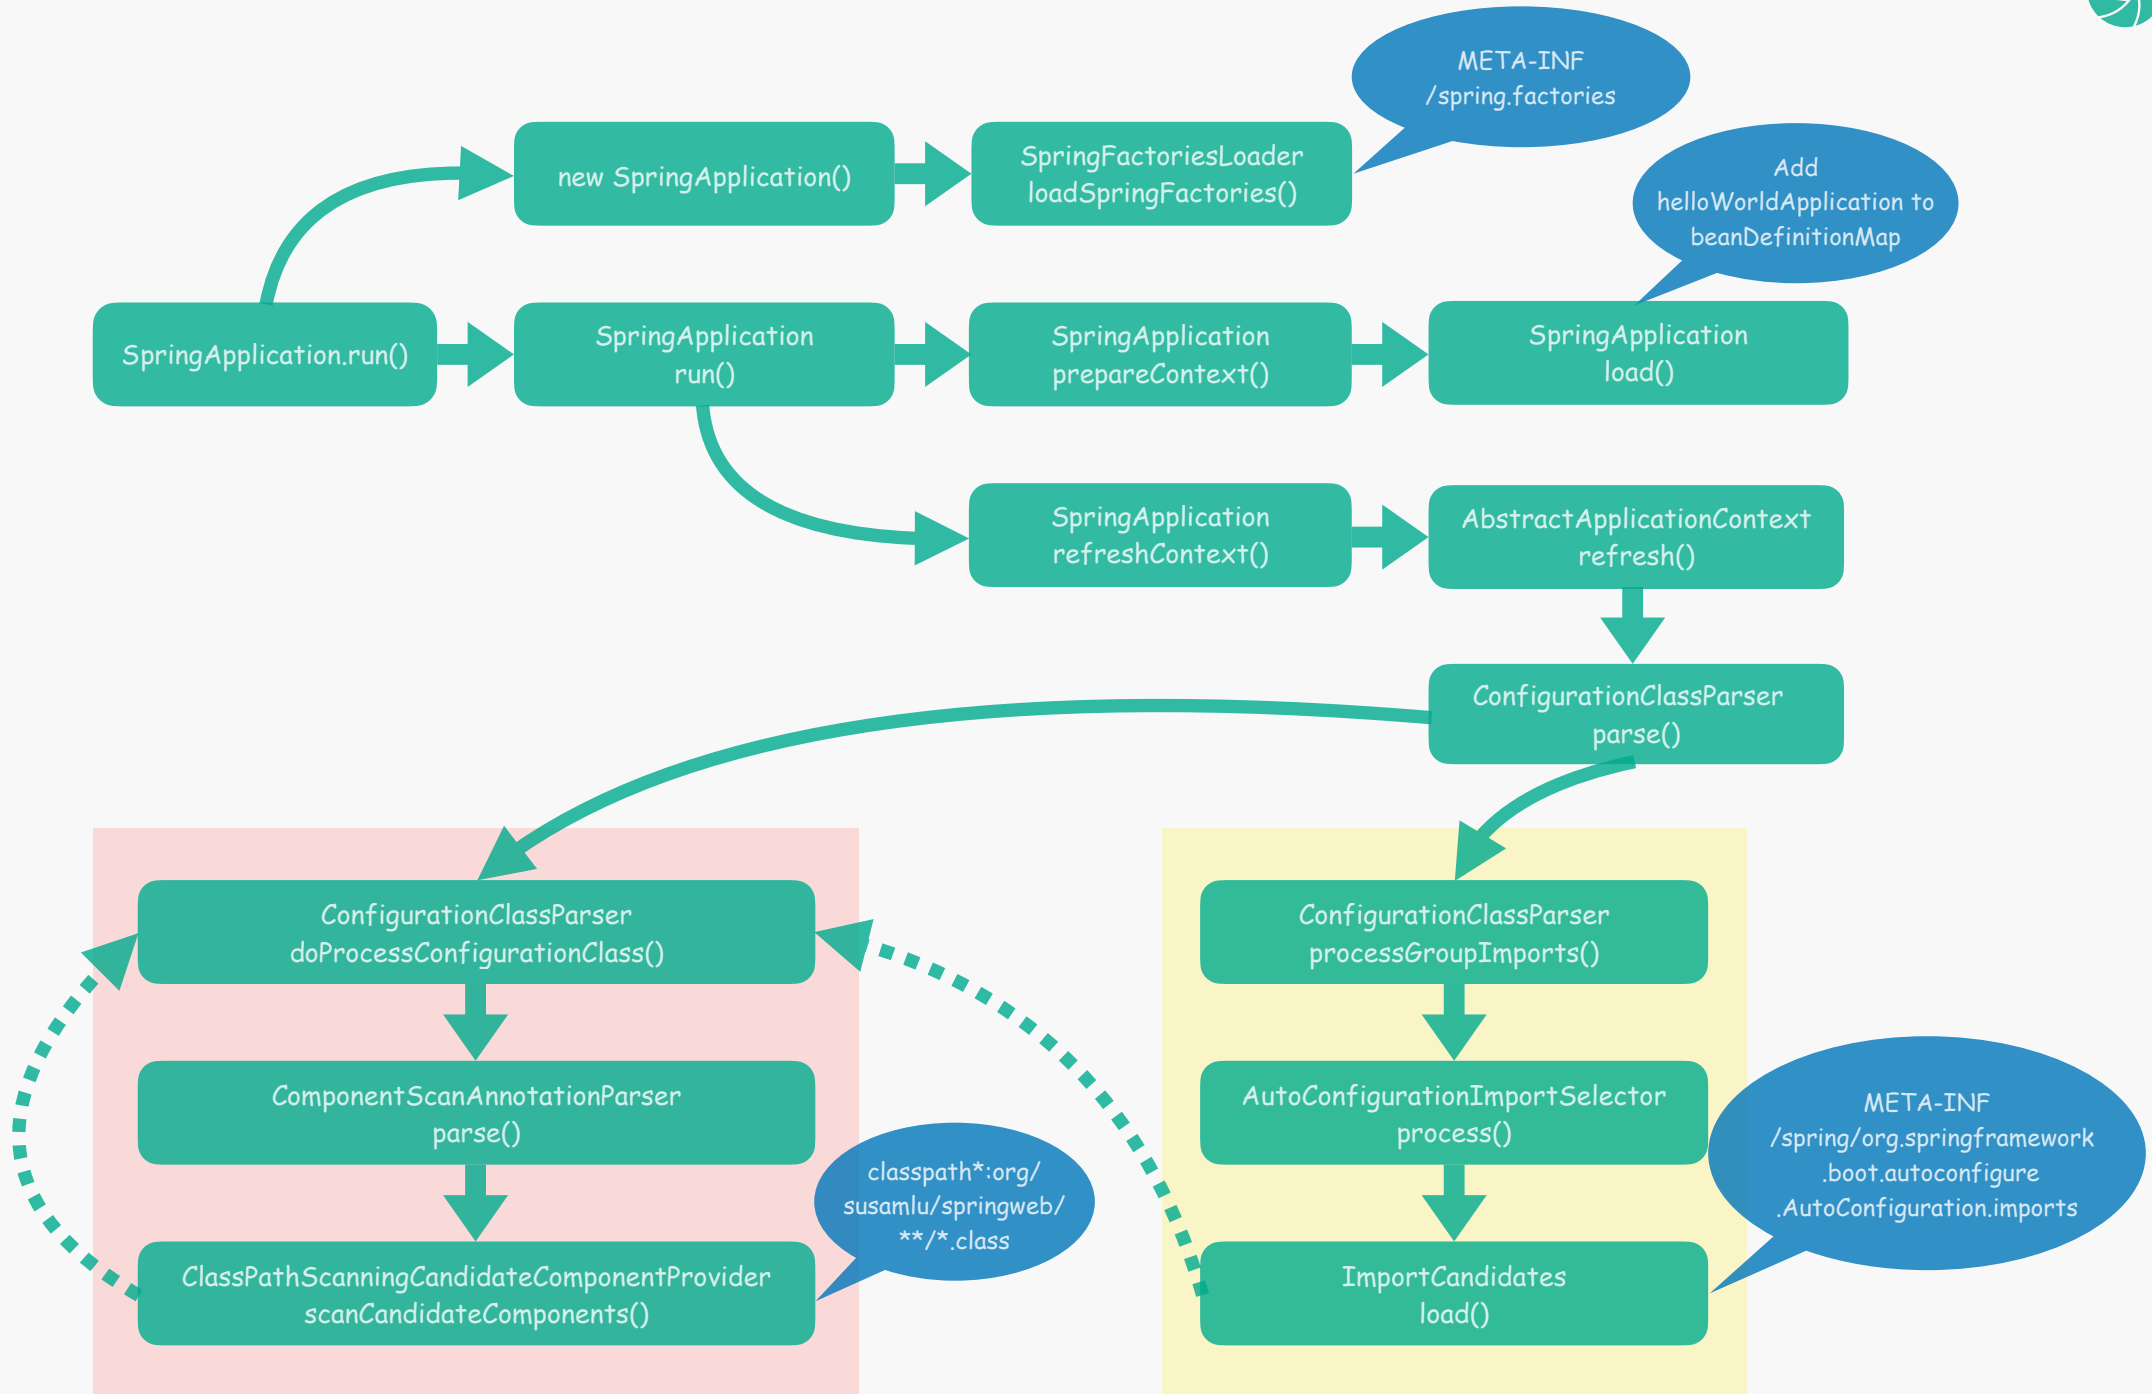 META-INF
/spring.factories
new SpringApplication()
SpringFactoriesLoader
loadSpringFactories()
Add
helloWorldApplication to
beanDefinitionMap
SpringApplication.run()
SpringApplication
run()
SpringApplication
prepareContext()
SpringApplication
load()
SpringApplication
refreshContext()
AbstractApplicationContext
refresh()
ConfigurationClassParser
parse()
ConfigurationClassParser
doProcessConfigurationClass()
ComponentScanAnnotationParser
parse()
classpath*:org/
susamlu/springweb/
**/*.class
ClassPathScanningCandidateComponentProvider
scanCandidateComponents()
ConfigurationClassParser
processGroupImports()
AutoConfigurationImportSelector
process()
META-INF
/spring/org.springframework
.boot.autoconfigure
.AutoConfiguration.imports
ImportCandidates
load()